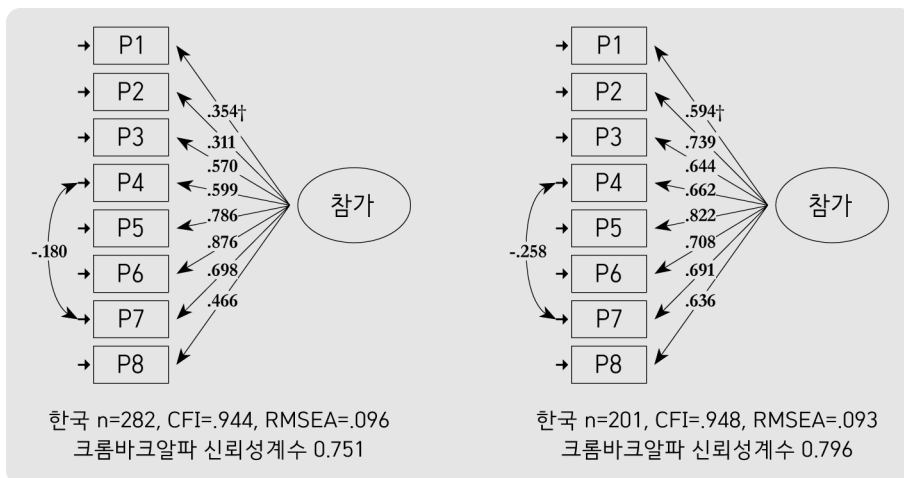 P1
P2
P3
P4
P5
P6
P7
P8
.354†
.311
.570
.599
.786
.876
.698
.466
-.180
참가
한국 n=282, CFI=.944, RMSEA=.096
크롬바크알파 신뢰성계수 0.751
P1
P2
P3
P4
P5
P6
P7
P8
.594†
.739
.644
.662
.822
.708
.691
.636
-.258
참가
한국 n=201, CFI=.948, RMSEA=.093
크롬바크알파 신뢰성계수 0.796